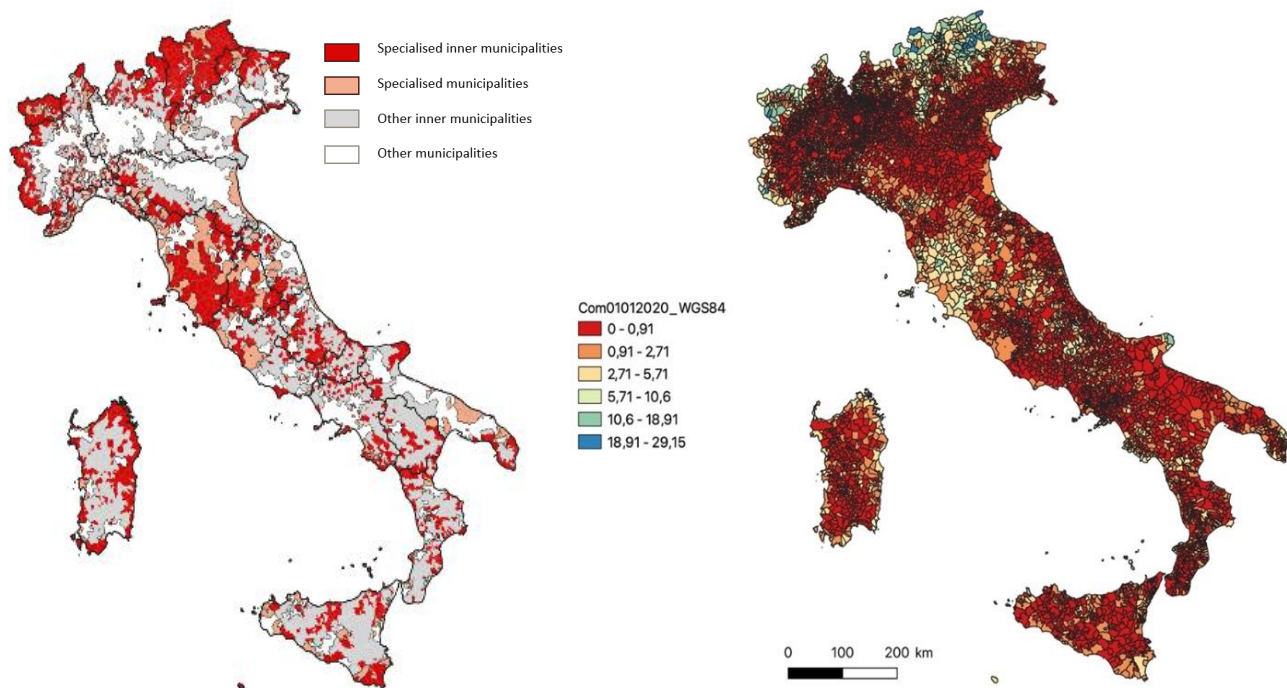 Specialised inner municipalities
Specialised municipalities
Other inner municipalities
Other municipalities
Com01012020_WGS84
0 - 0,91
0,91 - 2,71
2,71 - 5,71
5,71 - 10,6
10,6 - 18,91
18,91 - 29,15
0 100 200 km